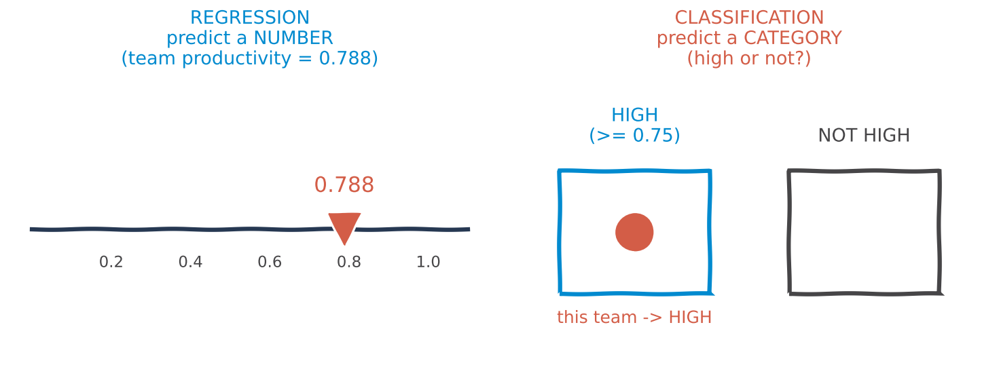 REGRESSION
predict a NUMBER
(team productivity = 0.788)
0.788
0.2 0.4 0.6 0.8 1.0
CLASSIFICATION
predict a CATEGORY
(high or not?)
HIGH
(>= 0.75)
NOT HIGH
this team -> HIGH